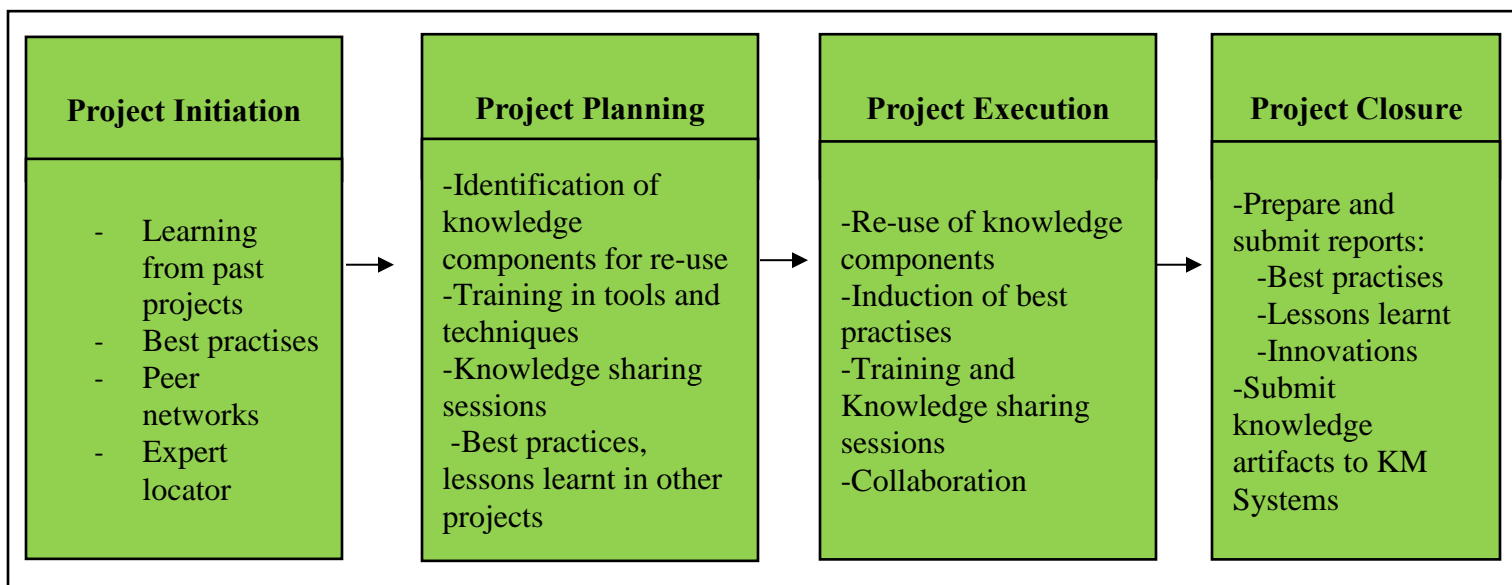 Project Initiation
- Learning
from past
projects
- Best practises
- Peer
networks
- Expert
locator
Project Planning
-Identification of
knowledge
components for re-use
-Training in tools and
techniques
-Knowledge sharing
sessions
-Best practices,
lessons learnt in other
projects
Project Execution
-Re-use of knowledge
components
-Induction of best
practises
-Training and
Knowledge sharing
sessions
-Collaboration
Project Closure
-Prepare and
submit reports:
-Best practises
-Lessons learnt
-Innovations
-Submit
knowledge
artifacts to KM
Systems